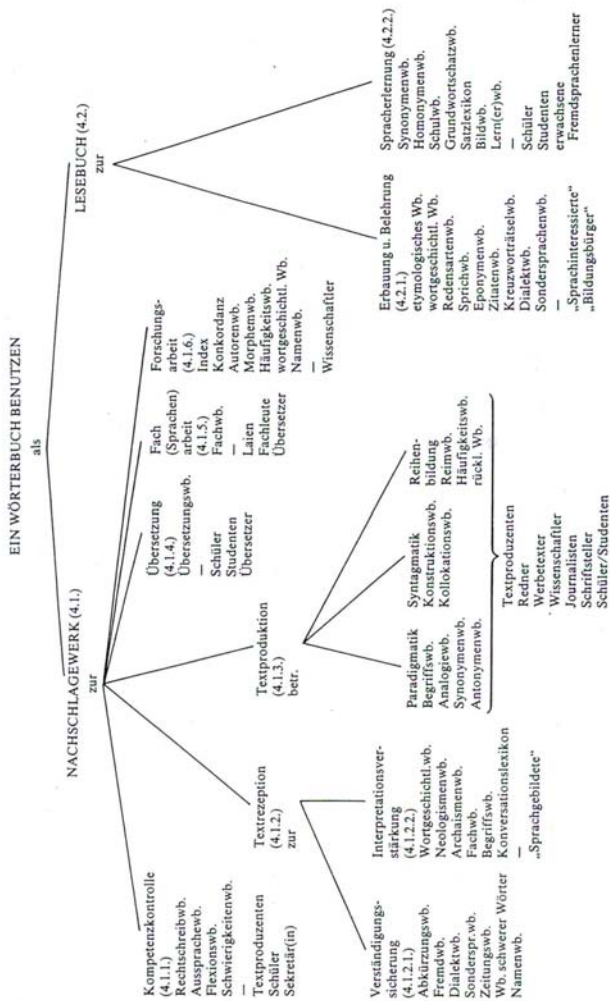 EIN WÖRTERBUCH BENUTZEN
als
NACHSCHLAGEWERK (4.1.)
zur
LESEBUCH (4.2.)
zur
Kompetenzkontrolle
(4.1.1.)
Rechtschreibwb.
Aussprachewb.
Flexionswb.
Schwierigkeitenwb.
—
Textproduzenten
Schüler
Sekretär(in)
Textrezeption
(4.1.2.)
zur
Verständigungs-
sicherung
(4.1.2.1.)
Abkürzungswb.
Fremdwb.
Dialektwb.
Sonderspr.wb.
Zeitungswb.
Wb. schwerer Wörter
Namenwb.
Interpretationsver-
stärkung
(4.1.2.2.)
Wortgeschichtl.wb.
Neologismenwb.
Archaismenwb.
Fachwb.
Begriffswb.
Konversationslexikon
—
„Sprachgebildete“
Textproduktion
(4.1.3.)
betr.
Paradigmatik
Begriffswb.
Analogiewb.
Synonymenwb.
Antonymenwb.
Syntagmatik
Konstruktionswb.
Kollokationswb.
Reihen-
bildung
Reimwb.
Häufigkeitswb.
rückl. Wb.
Textproduzenten
Redner
Werbetexter
Wissenschaftler
Journalisten
Schriftsteller
Schüler/Studenten
Übersetzung
(4.1.4.)
Übersetzungswb.
—
Schüler
Studenten
Übersetzer
Fach
(Sprachen)
arbeit
(4.1.5.)
Fachwb.
—
Laien
Fachleute
Übersetzer
Forschungs-
arbeit
(4.1.6.)
Index
Konkordanz
Autorenwb.
Morphemwb.
Häufigkeitswb.
wortgeschichtl. Wb.
Namenwb.
—
Wissenschaftler
Erbauung u. Belehrung
(4.2.1.)
etymologisches Wb.
wortgeschichtl. Wb.
Redensartenwb.
Sprichwb.
Eponymenwb.
Zitatenwb.
Kreuzworträtselwb.
Dialektwb.
Sondersprachenwb.
—
„Sprachinteressierte“
„Bildungsbürger“
Spracherlernung (4.2.2.)
Synonymenwb.
Homonymenwb.
Schulwb.
Grundwortschatzwb.
Satzlexikon
Bildwb.
Lern(er)wb.
—
Schüler
Studenten
erwachsene
Fremdsprachenlerner